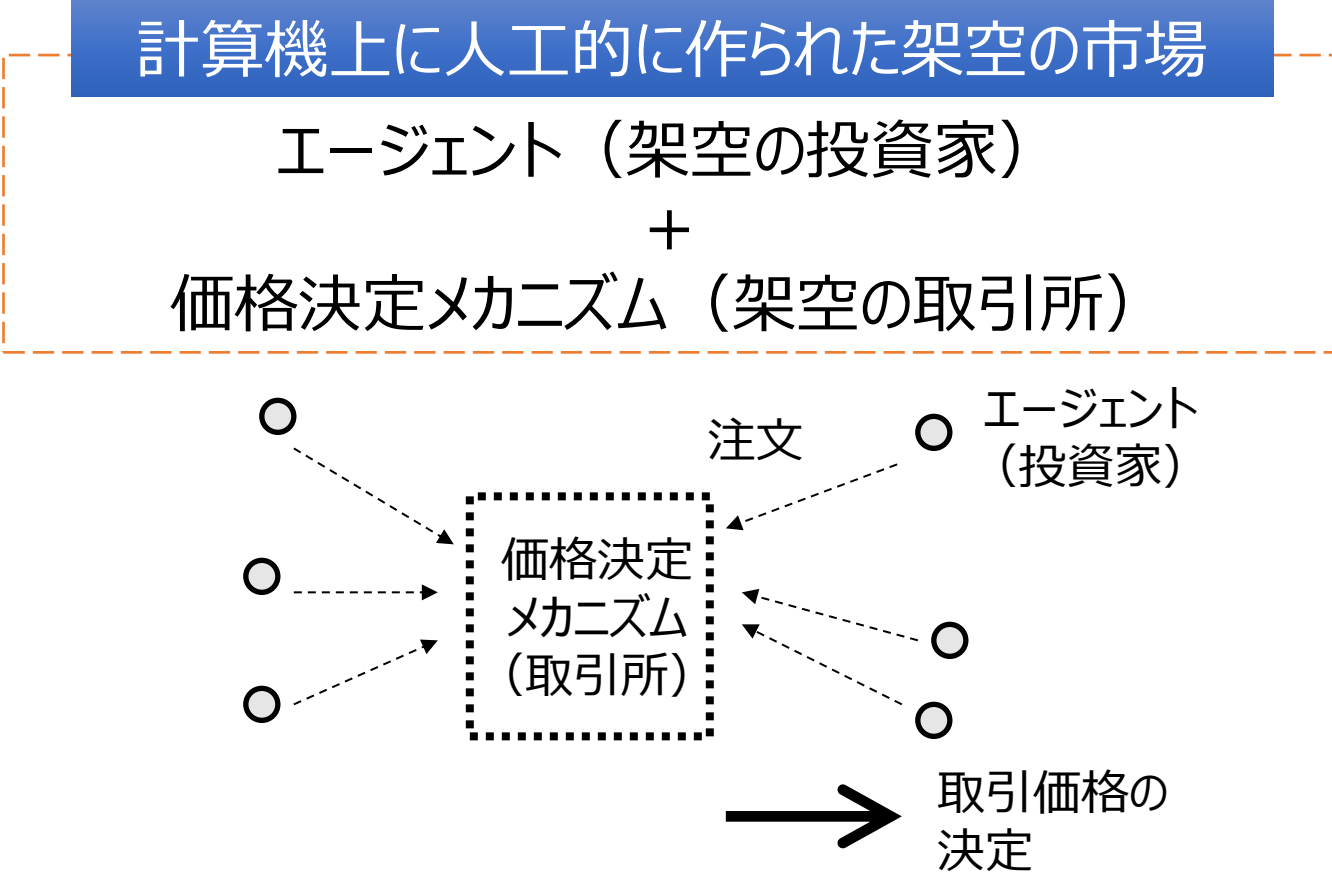 計算機上に人工的に作られた架空の市場
エージェント（架空の投資家）
＋
価格決定メカニズム（架空の取引所）
エージェント
（投資家）
注文
価格決定
メカニズム
（取引所）
取引価格の
決定